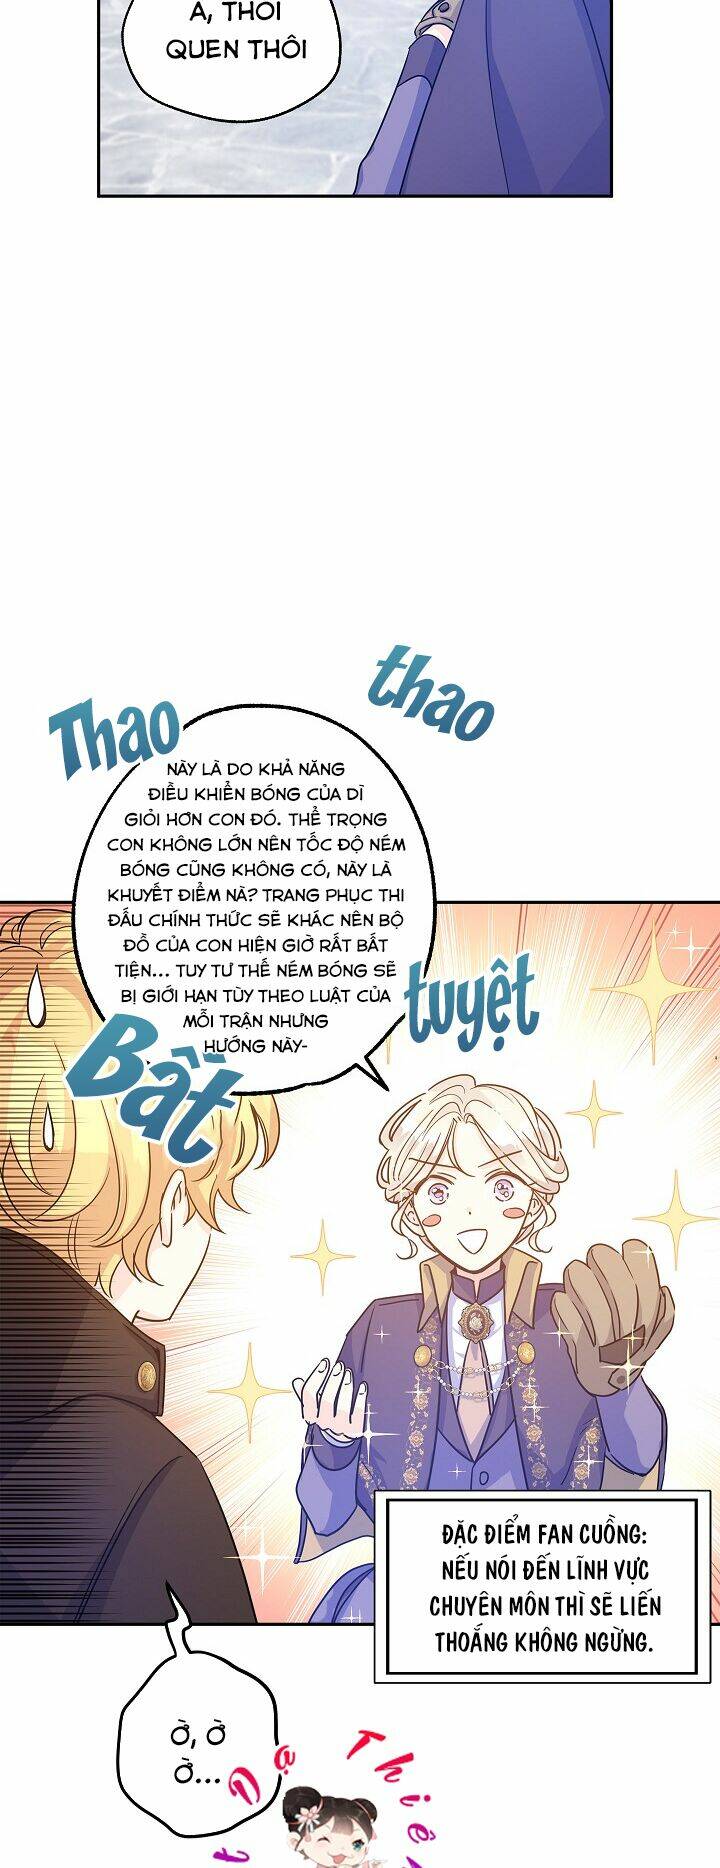 À, THÓI
QUEN THÔI
Thao
thao
NÀY LÀ DO KHẢ NĂNG
ĐIỀU KHIỂN BÓNG CỦA DÌ
GIỎI HƠN CON ĐÓ. THỂ TRỌNG
CON KHÔNG LỚN NÊN TỐC ĐỘ NÉM
BÓNG CŨNG KHÔNG CÓ, NÀY LÀ
KHUYẾT ĐIỂM NÀ? TRANG PHỤC THI
ĐẤU CHÍNH THỨC SẼ KHÁC NÊN BỘ
ĐỒ CỦA CON HIỆN GIỜ RẤT BẤT
TIỆN... TUY TƯ THẾ NÉM BÓNG SẼ
BỊ GIỚI HẠN TÙY THEO LUẬT CỦA
MỖI TRẬN NHƯNG
HƯỚNG NÀY-
Bất
tuyệt
ĐẶC ĐIỂM FAN CUỒNG:
NẾU NÓI ĐẾN LĨNH VỰC
CHUYÊN MÔN THÌ SẼ LIẾN
THOẮNG KHÔNG NGỪNG.
Ờ, Ờ
Ờ...
Dạ Thiên